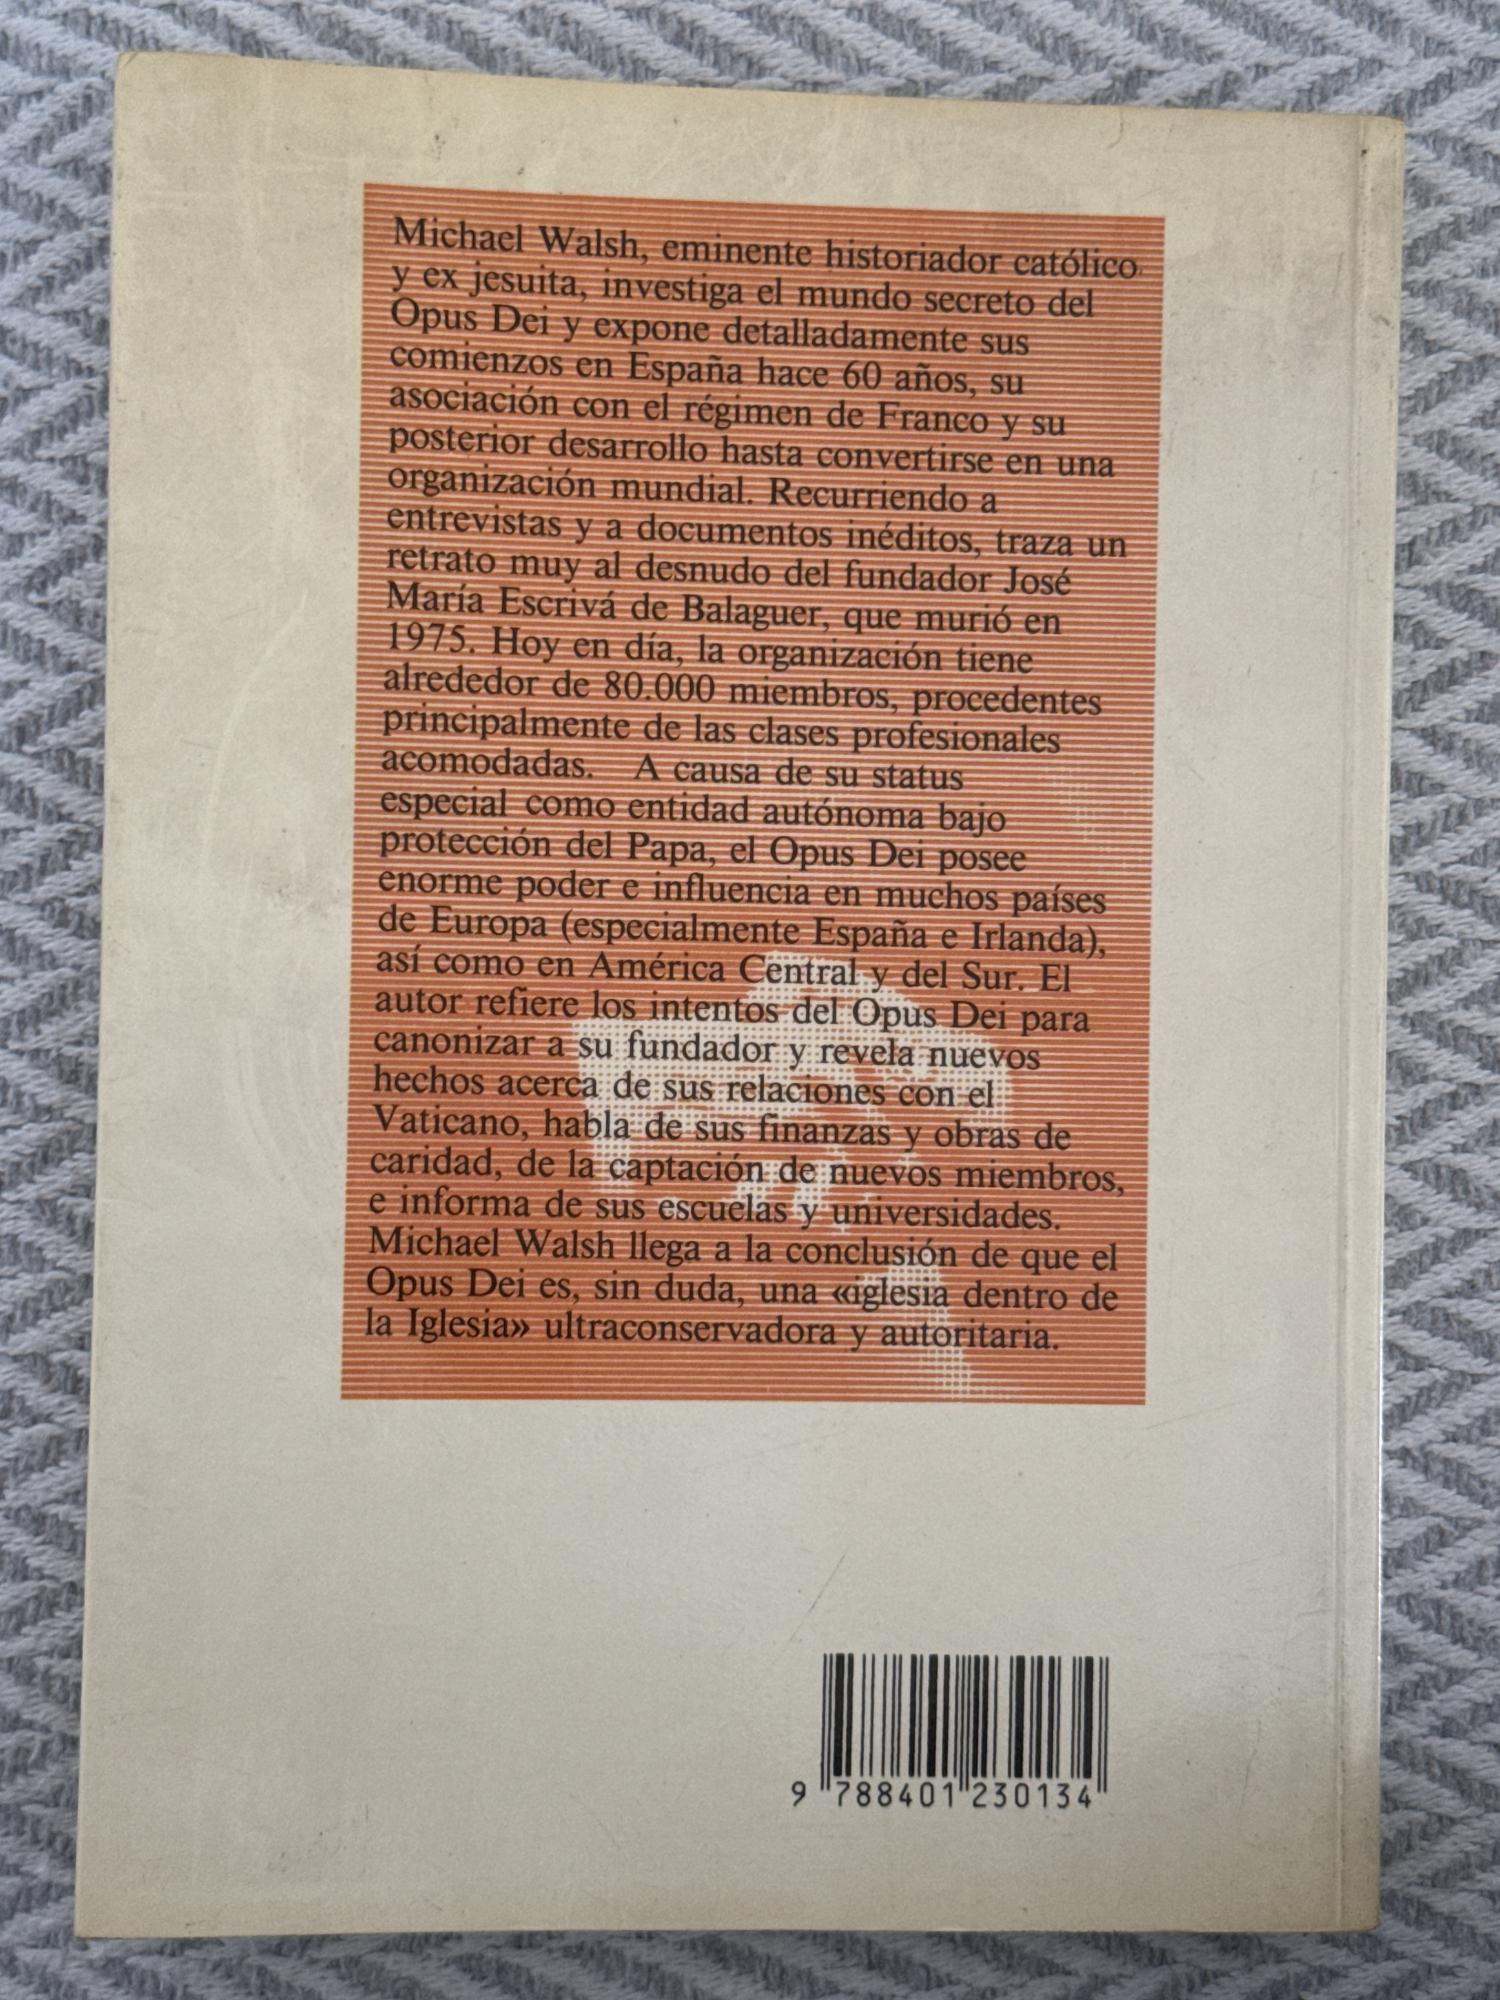 Michael Walsh, eminente historiador católico
y ex jesuita, investiga el mundo secreto del
Opus Dei y expone detalladamente sus
comienzos en España hace 60 años, su
asociación con el régimen de Franco y su
posterior desarrollo hasta convertirse en una
organización mundial. Recurriendo a
entrevistas y a documentos inéditos, traza un
retrato muy al desnudo del fundador José
María Escrivá de Balaguer, que murió en
1975. Hoy en día, la organización tiene
alrededor de 80.000 miembros, procedentes
principalmente de las clases profesionales
acomodadas. A causa de su status
especial como entidad autónoma bajo
protección del Papa, el Opus Dei posee
enorme poder e influencia en muchos países
de Europa (especialmente España e Irlanda),
así como en América Central y del Sur. El
autor refiere los intentos del Opus Dei para
canonizar a su fundador y revela nuevos
hechos acerca de sus relaciones con el
Vaticano, habla de sus finanzas y obras de
caridad, de la captación de nuevos miembros,
e informa de sus escuelas y universidades.
Michael Walsh llega a la conclusión de que el
Opus Dei es, sin duda, una «iglesia dentro de
la Iglesia» ultraconservadora y autoritaria.
9 788401 230134